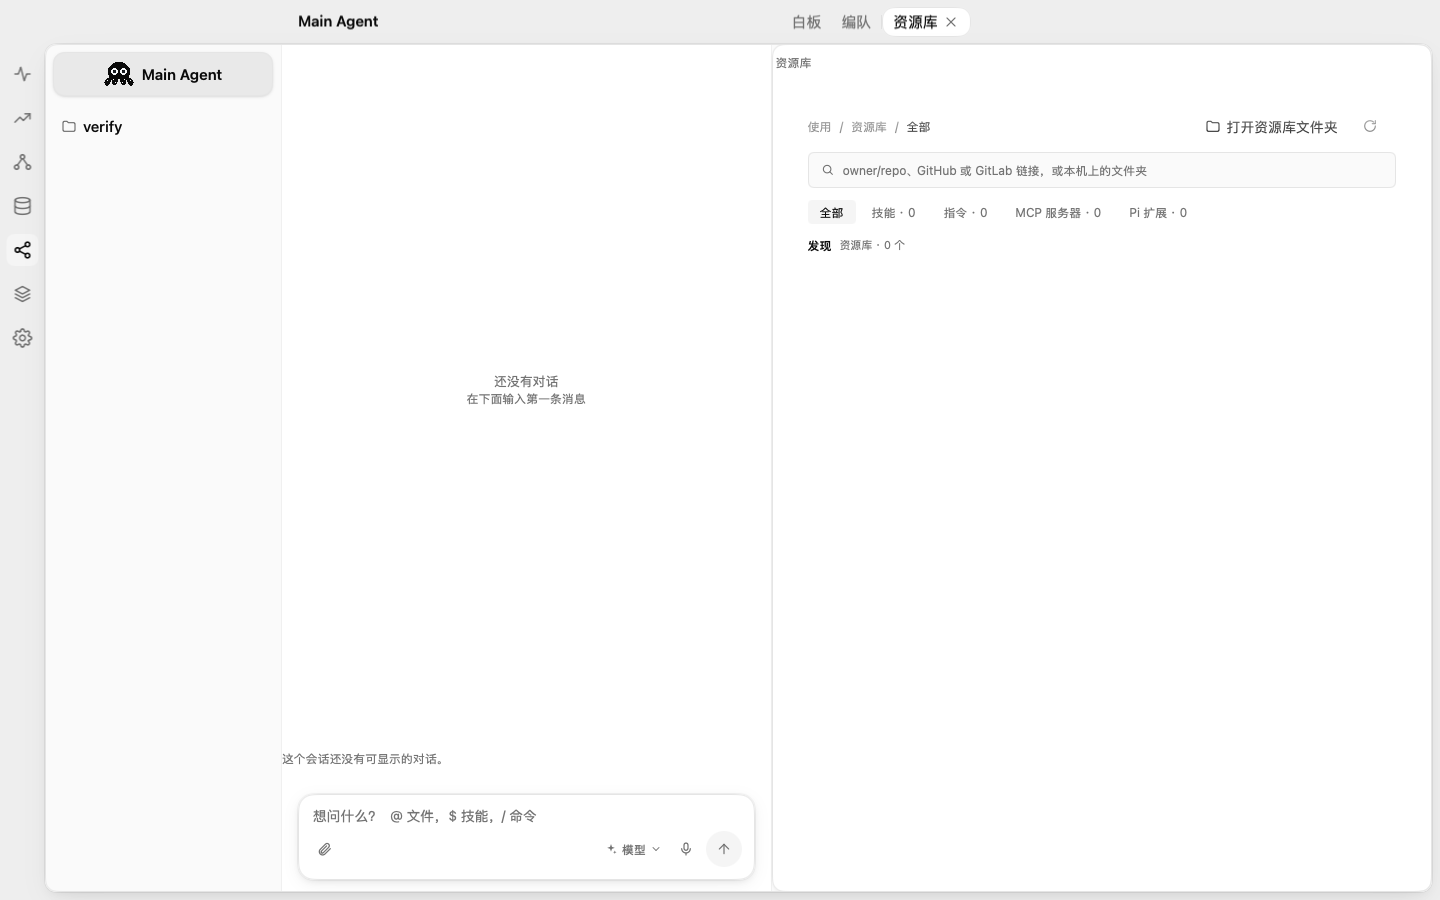 Main Agent
白板 编队 资源库
Main Agent
verify
还没有对话
在下面输入第一条消息
这个会话还没有可显示的对话。
想问什么? @ 文件, $ 技能, / 命令
模型
资源库
使用 / 资源库 / 全部
打开资源库文件夹
owner/repo、GitHub 或 GitLab 链接，或本机上的文件夹
全部 技能 · 0 指令 · 0 MCP 服务器 · 0 Pi 扩展 · 0
发现 资源库 · 0 个